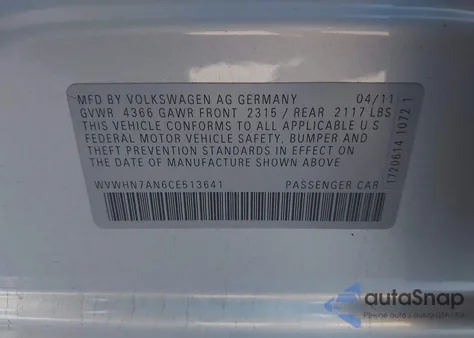 MFD BY VOLKSWAGEN AG GERMANY 04/11
GVWR 4366 GAWR FRONT 2315 / REAR 2117 LBS
THIS VEHICLE CONFORMS TO ALL APPLICABLE U S
FEDERAL MOTOR VEHICLE SAFETY, BUMPER AND
THEFT PREVENTION STANDARDS IN EFFECT ON
THE DATE OF MANUFACTURE SHOWN ABOVE.
WVWHN7AN6CE513641 PASSENGER CAR
1720614 1072 1
autoSnap